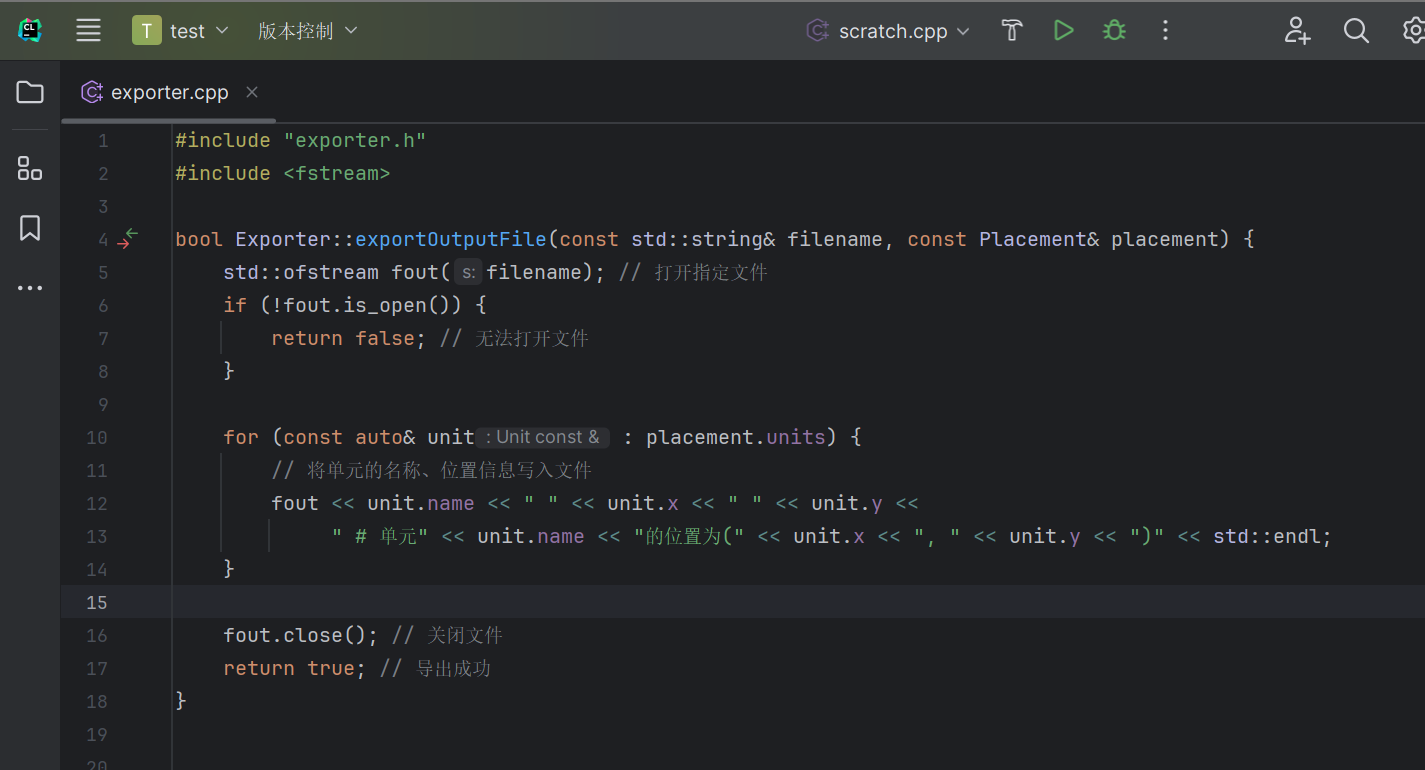 CL
T test 版本控制 scratch.cpp
exporter.cpp
1 #include "exporter.h"
2 #include <fstream>
3
4 bool Exporter::exportOutputFile(const std::string& filename, const Placement& placement) {
5 std::ofstream fout( s: filename); // 打开指定文件
6 if (!fout.is_open()) {
7 return false; // 无法打开文件
8 }
9
10 for (const auto& unit : Unit const & : placement.units) {
11 // 将单元的名称、位置信息写入文件
12 fout << unit.name << " " << unit.x << " " << unit.y <<
13 " # 单元" << unit.name << "的位置为(" << unit.x << ", " << unit.y << ")" << std::endl;
14 }
15
16 fout.close(); // 关闭文件
17 return true; // 导出成功
18 }
19
20